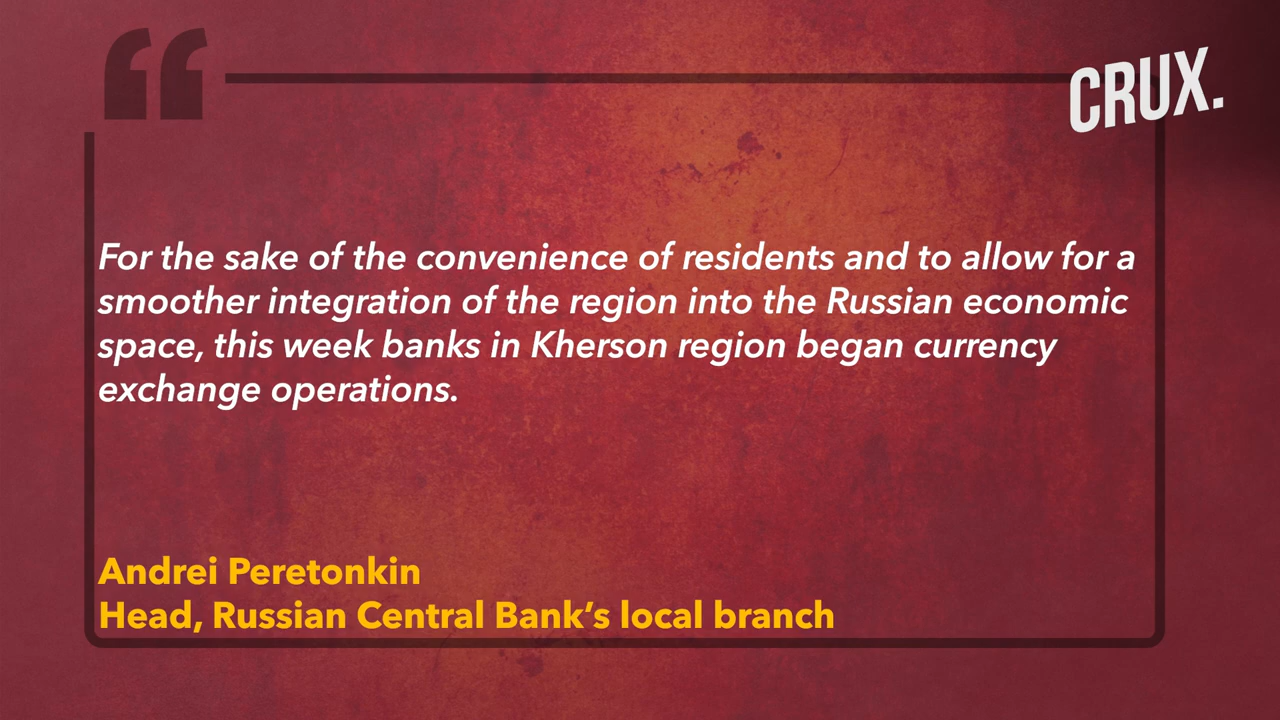 CRUX.
For the sake of the convenience of residents and to allow for a
smoother integration of the region into the Russian economic
space, this week banks in Kherson region began currency
exchange operations.
Andrei Peretonkin
Head, Russian Central Bank’s local branch